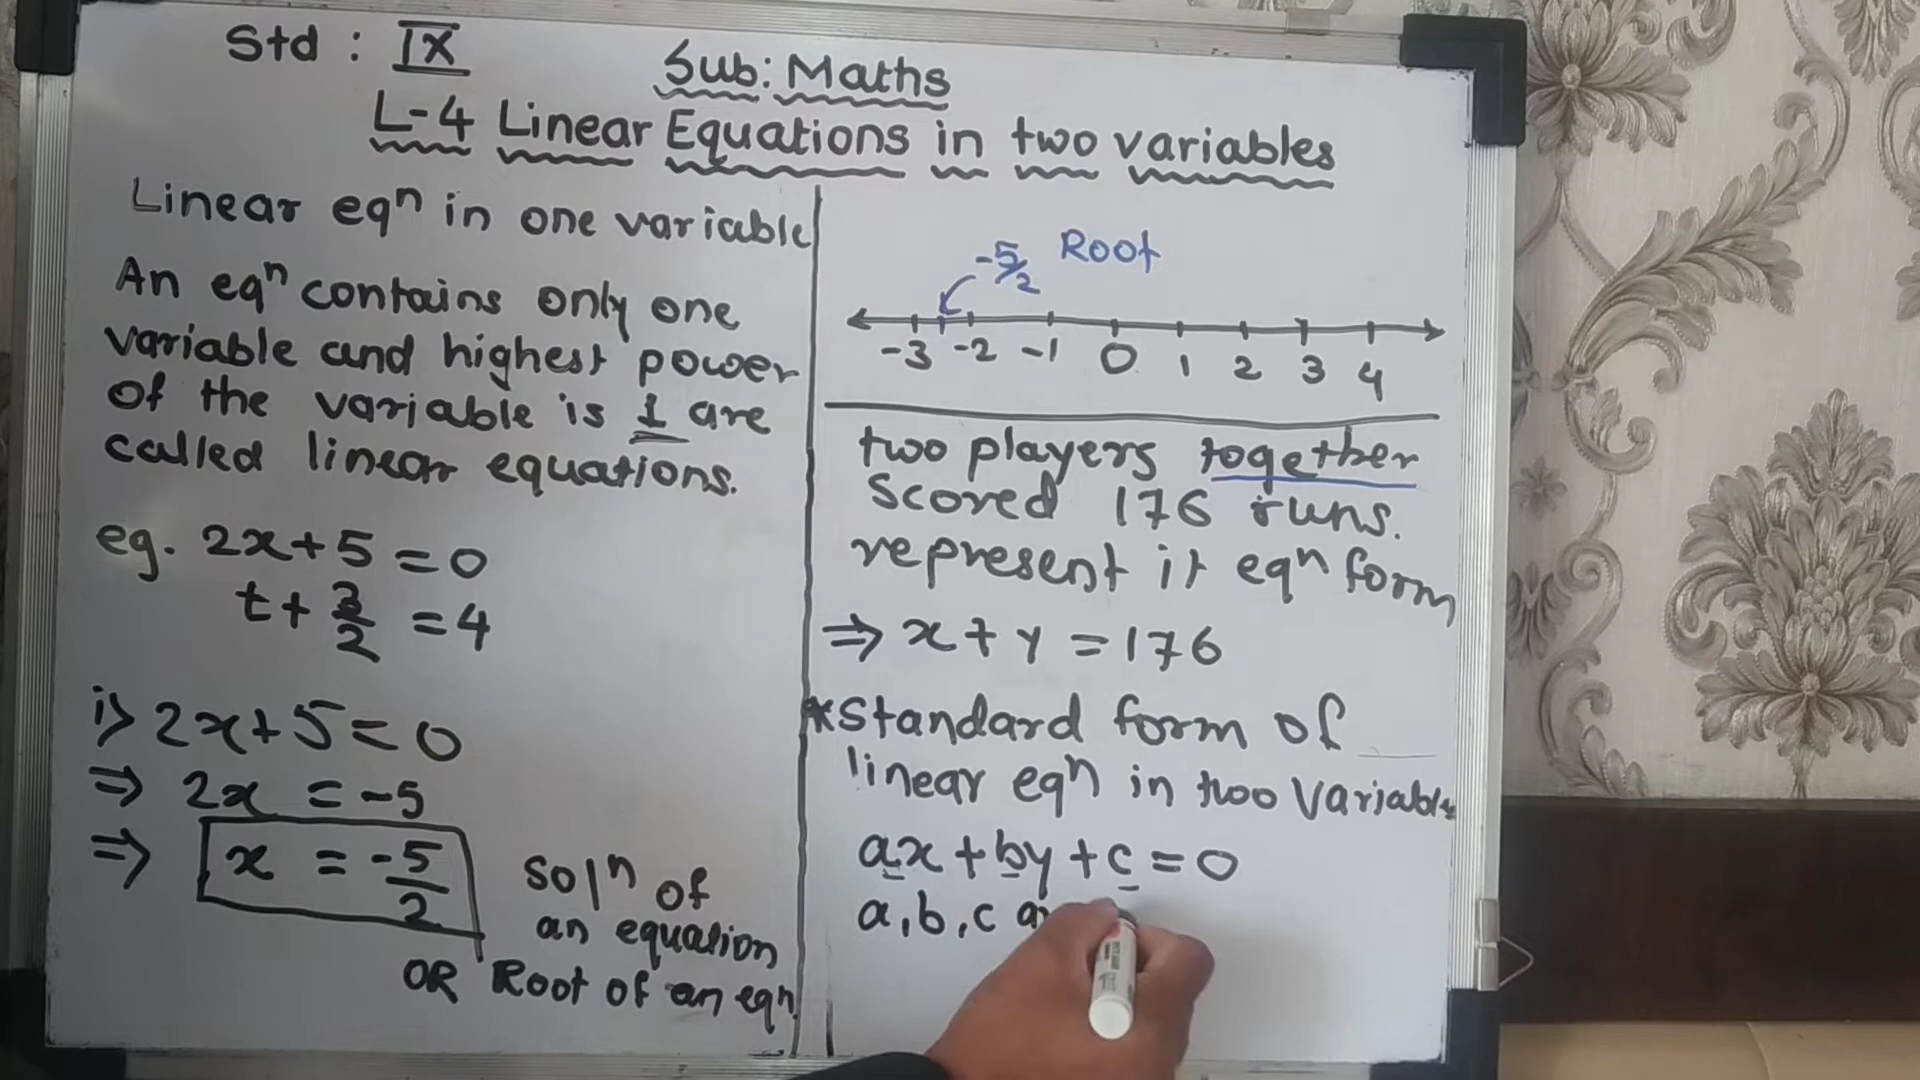 Std : IX
Sub: Maths
L-4 Linear Equations in two variables
Linear eqⁿ in one variable
An eqⁿ contains only one
variable and highest power
of the variable is 1 are
called linear equations.
eg. 2x+5=0
t+3/2=4
i> 2x+5=0
⇒ 2x=-5
⇒ x = -5/2
Solⁿ of
an equation
OR Root of an eqⁿ
-5/2 Root
-3 -2 -1 0 1 2 3 4
two players together
Scored 176 runs.
represent it eqⁿ form
⇒ x+y=176
*Standard form of
linear eqⁿ in two variables
ax+by+c=0
a,b,c